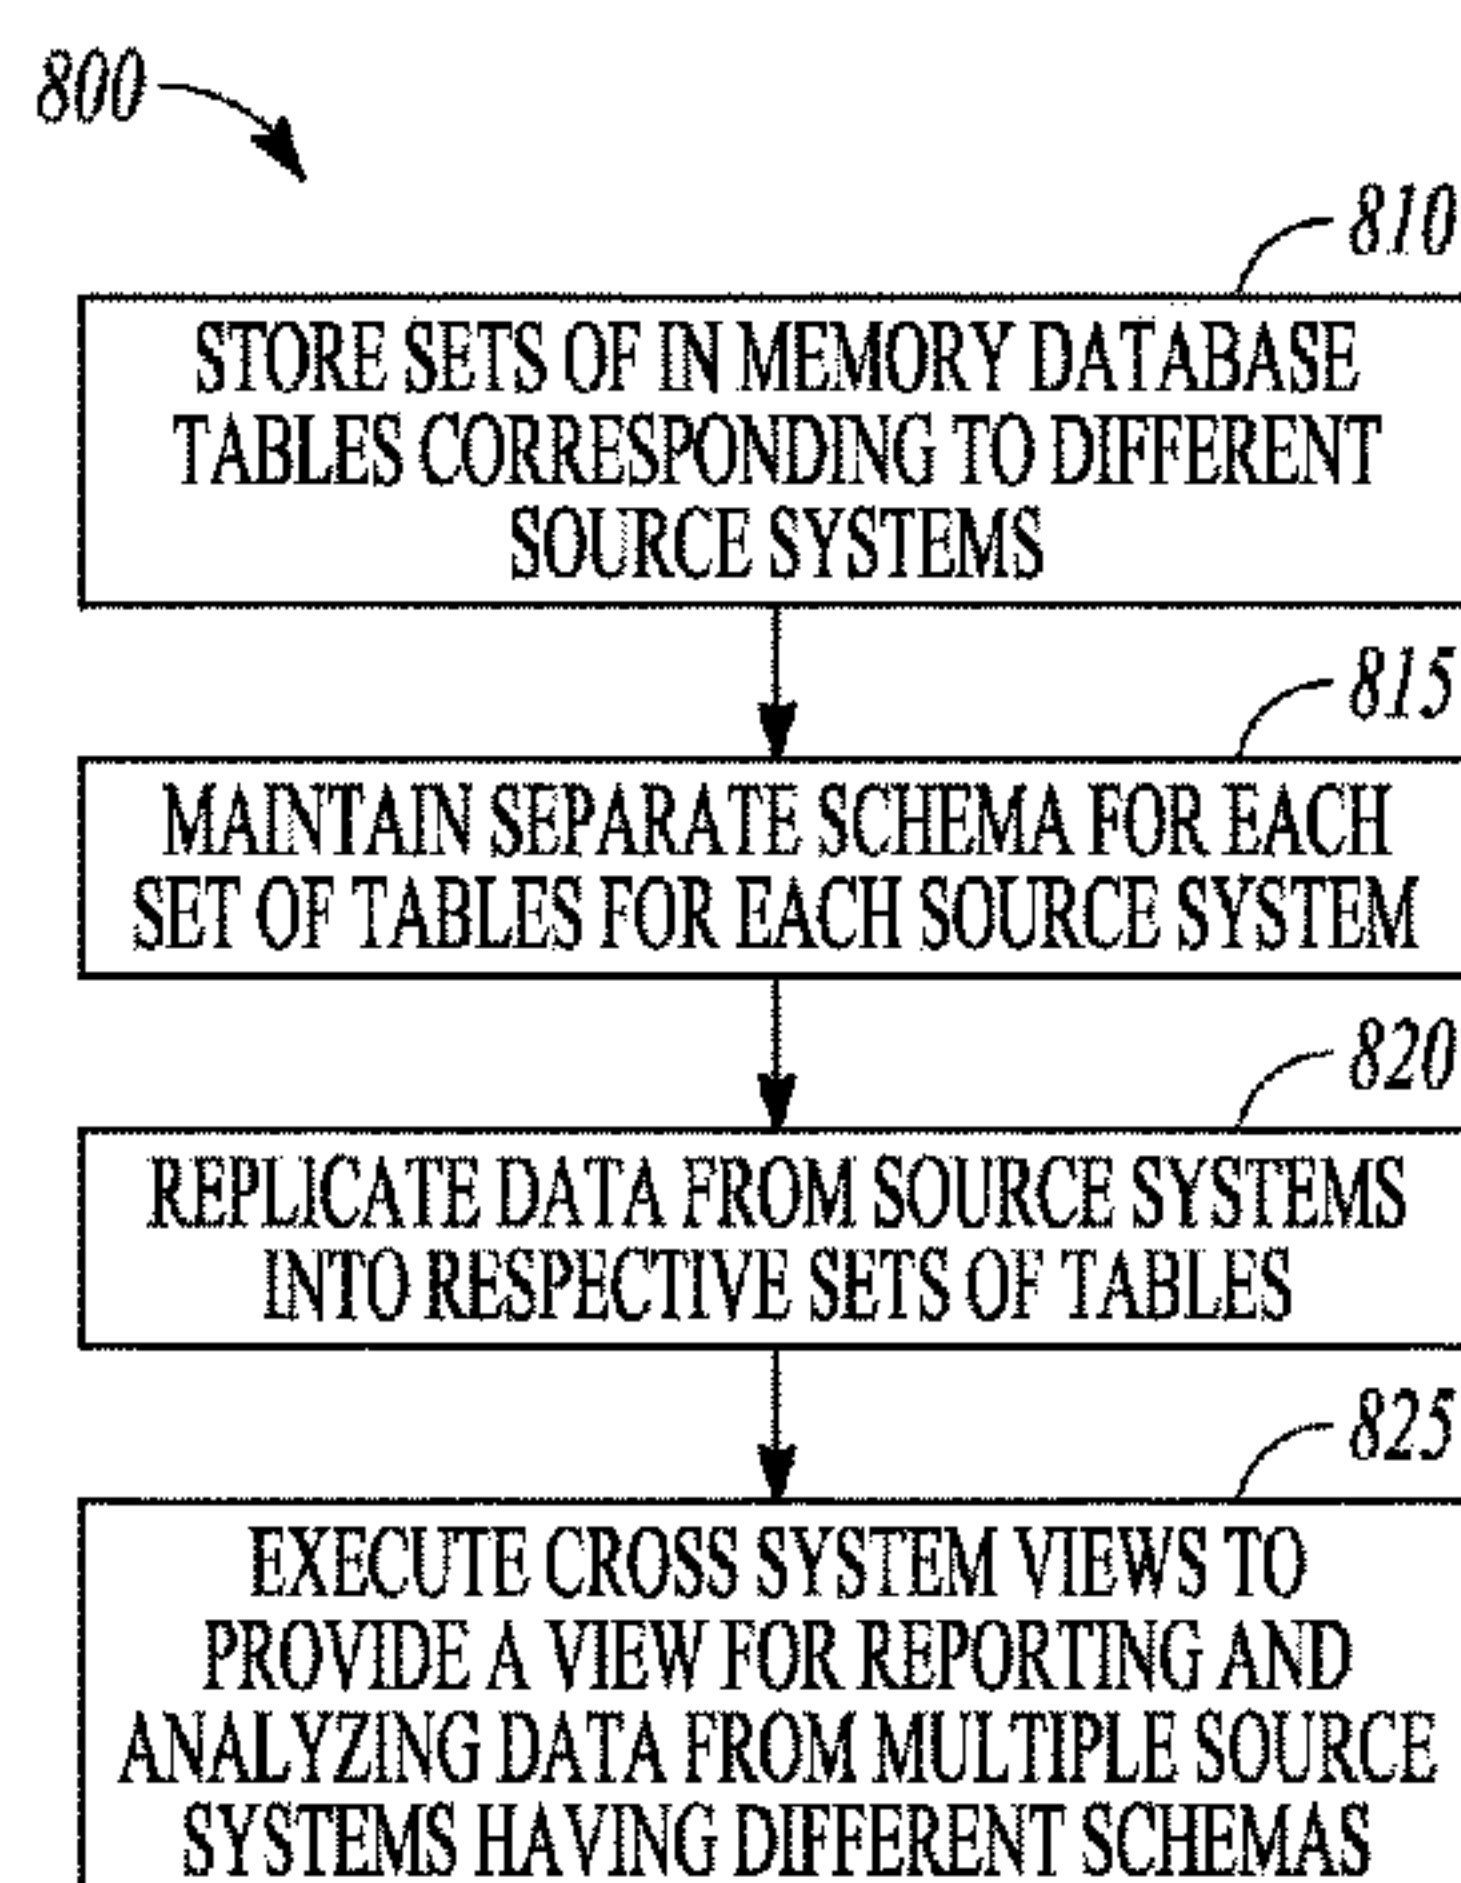 800
810
STORE SETS OF IN MEMORY DATABASE
TABLES CORRESPONDING TO DIFFERENT
SOURCE SYSTEMS
815
MAINTAIN SEPARATE SCHEMA FOR EACH
SET OF TABLES FOR EACH SOURCE SYSTEM
820
REPLICATE DATA FROM SOURCE SYSTEMS
INTO RESPECTIVE SETS OF TABLES
825
EXECUTE CROSS SYSTEM VIEWS TO
PROVIDE A VIEW FOR REPORTING AND
ANALYZING DATA FROM MULTIPLE SOURCE
SYSTEMS HAVING DIFFERENT SCHEMAS